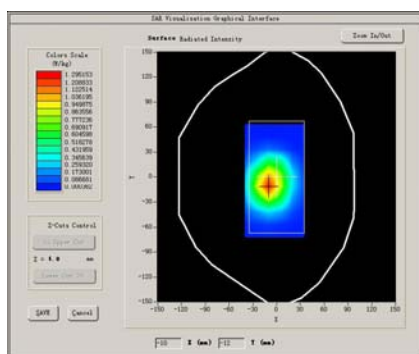 SAR Visualization Graphical Interface
Surface Radiated Intensity
Zoom In/Out
Colors Scale
(W/kg)
1.295153
1.208833
1.122514
1.036195
0.949875
0.863556
0.777236
0.690917
0.604598
0.518278
0.431959
0.345639
0.259320
0.173001
0.086681
0.000362
Z-Cuts Control
Z = 4.0 mm
SAVE
Cancel
150
120
90
60
30
0
-30
-60
-90
-120
-150
Y
-150 -120 -90 -60 -30 0 30 60 90 120 150
X
-10 X (mm) -12 Y (mm)